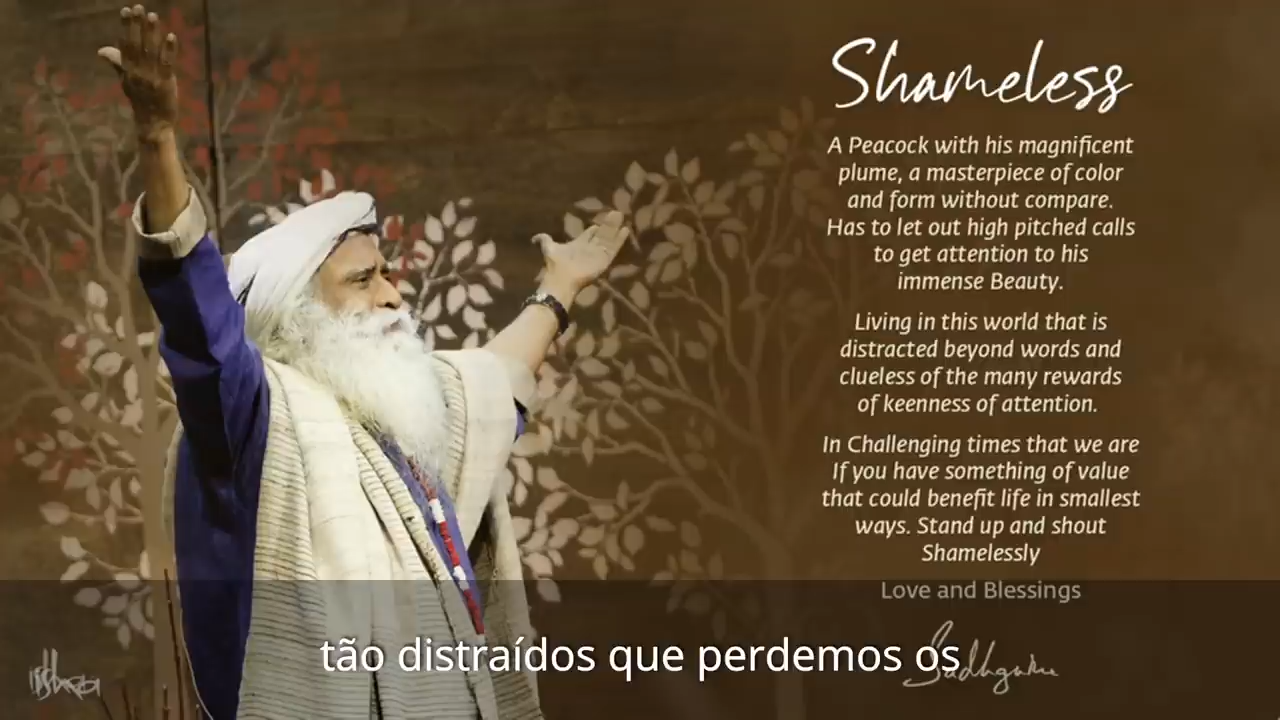 Shameless
A Peacock with his magnificent
plume, a masterpiece of color
and form without compare.
Has to let out high pitched calls
to get attention to his
immense Beauty.
Living in this world that is
distracted beyond words and
clueless of the many rewards
of keenness of attention.
In Challenging times that we are
If you have something of value
that could benefit life in smallest
ways. Stand up and shout
Shamelessly
Love and Blessings
Sadhguru
tão distraídos que perdemos os